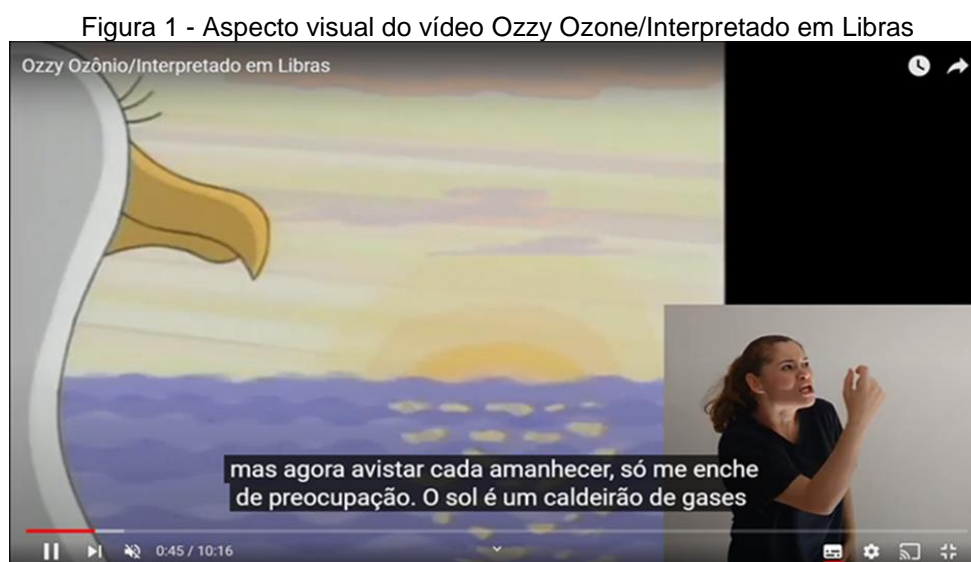 Figura 1 - Aspecto visual do vídeo Ozzy Ozone/Interpretado em Libras
Ozzy Ozônio/Interpretado em Libras
mas agora avistar cada amanhecer, só me enche
de preocupação. O sol é um caldeirão de gases
0:45 / 10:16